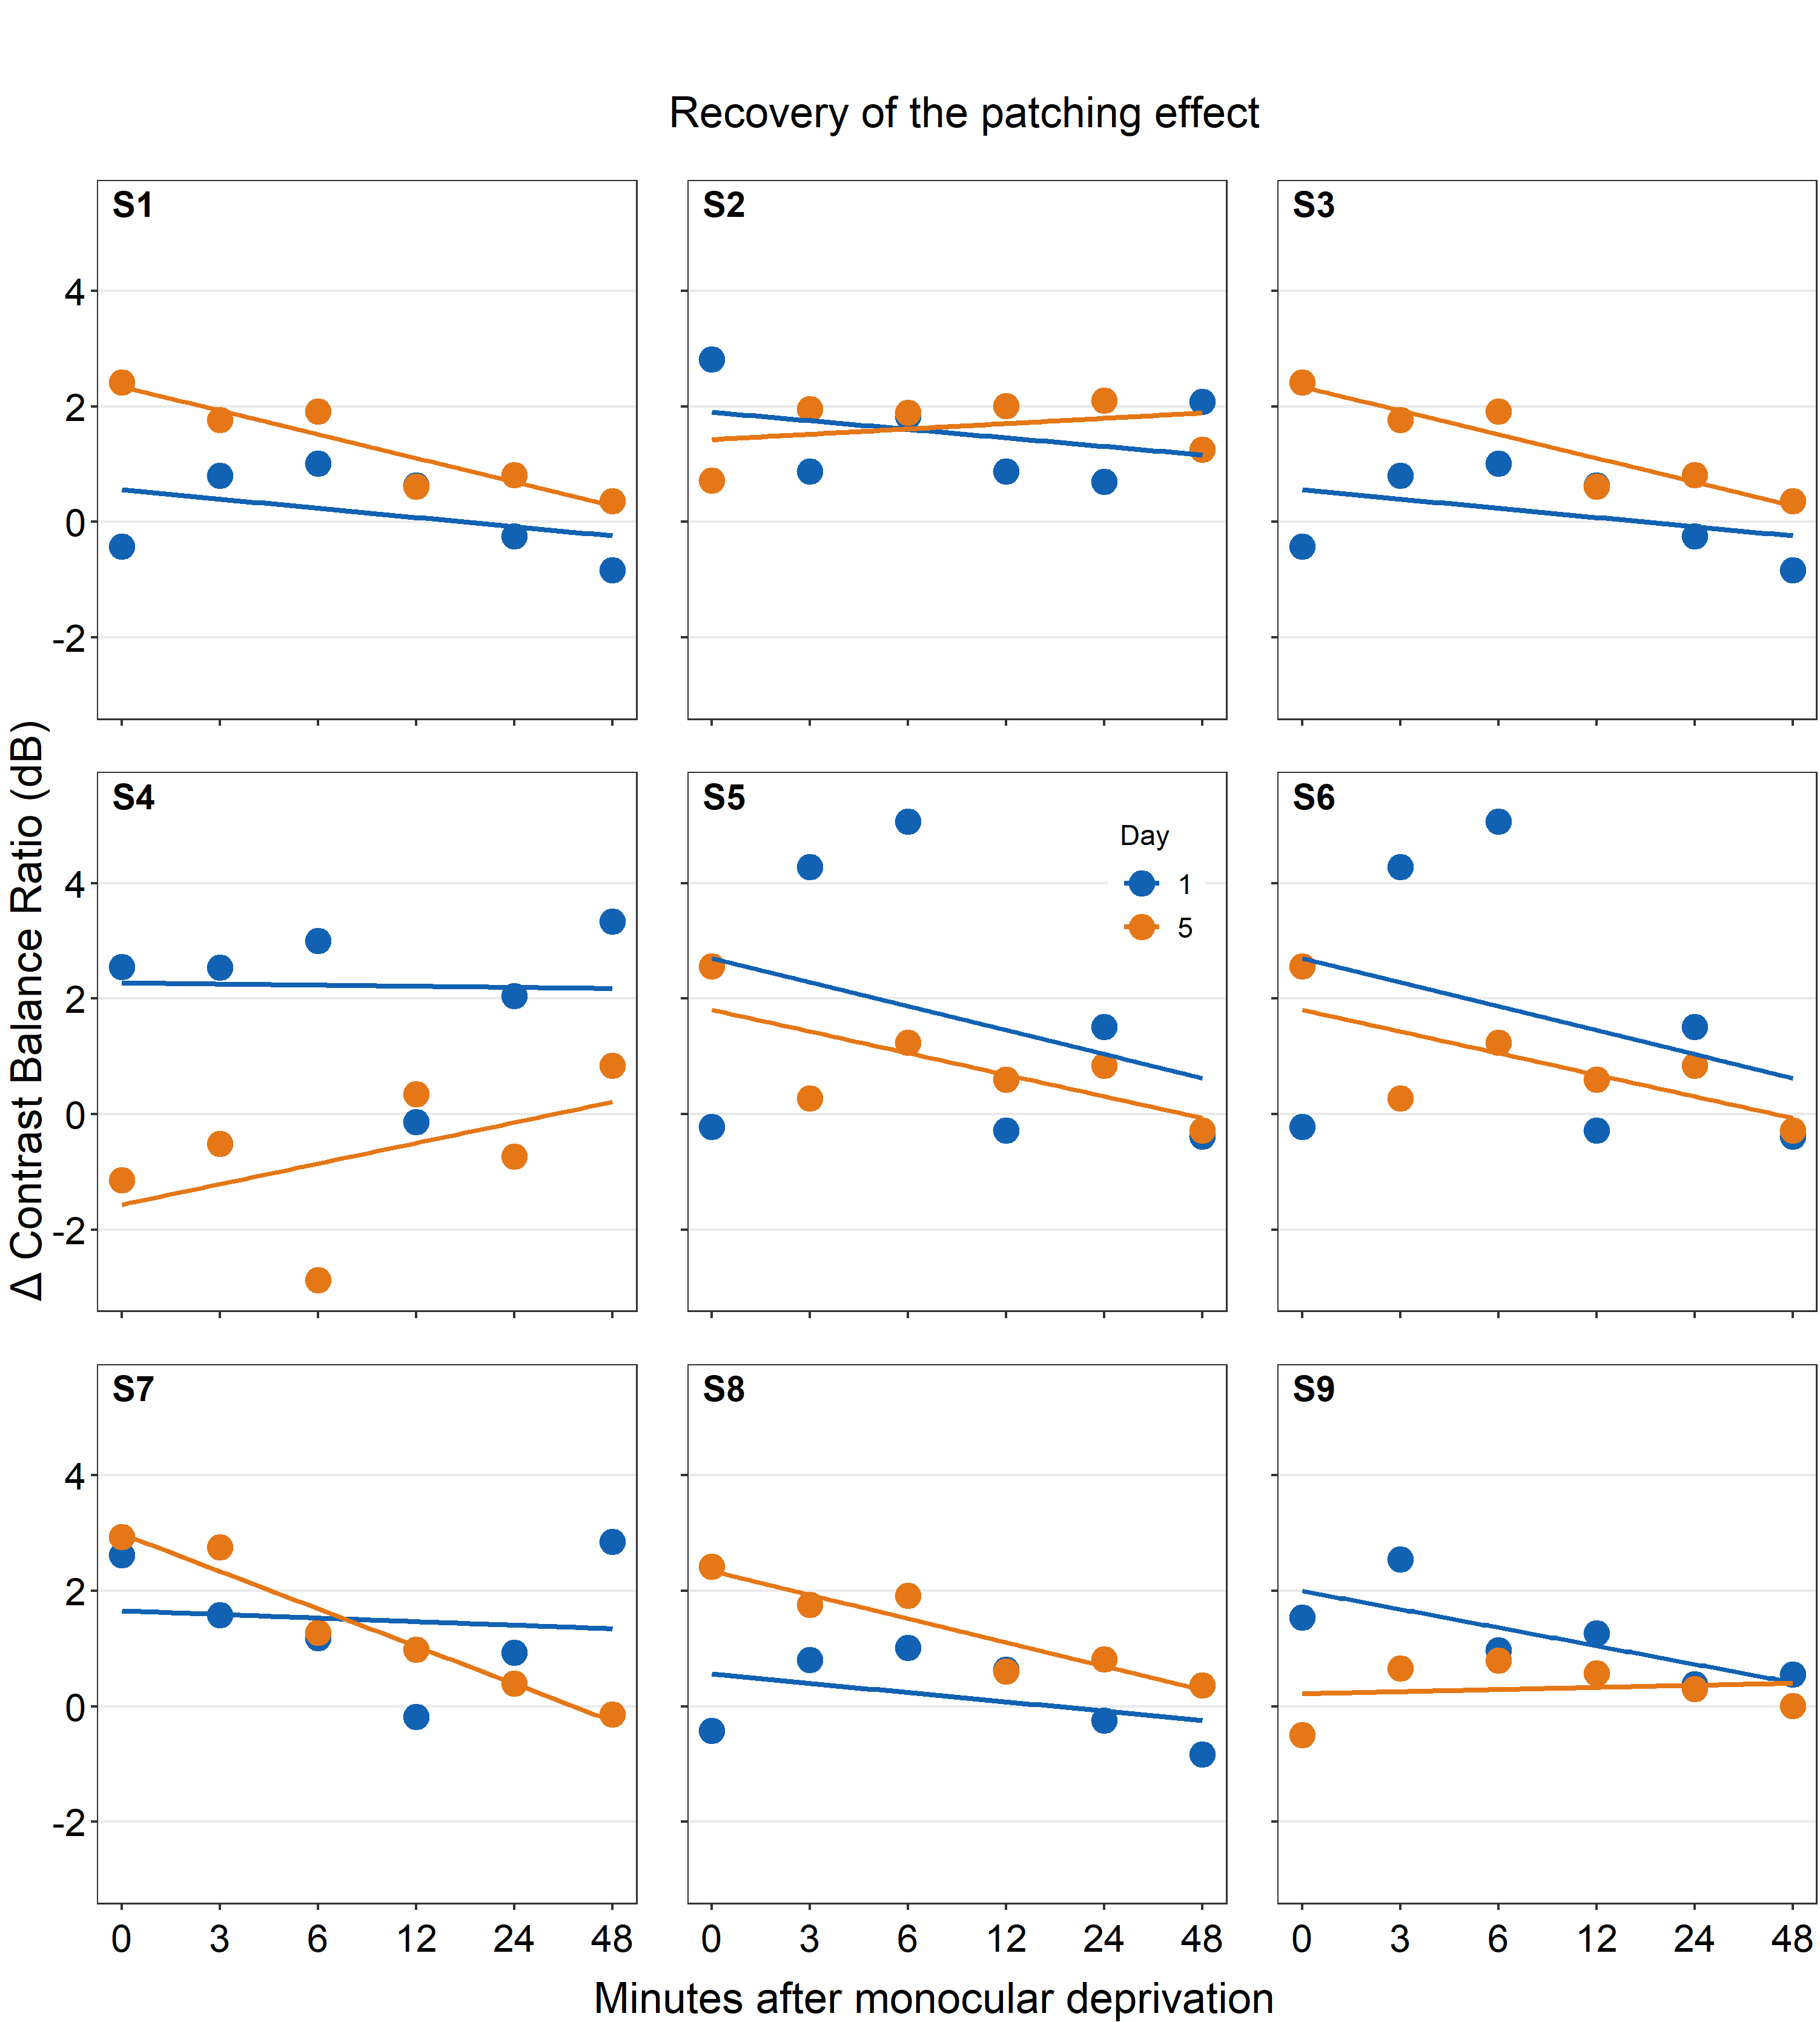 Recovery of the patching effect
S1
S2
S3
4
2
0
-2
S4
S5
S6
Day
1
5
4
2
0
-2
Δ Contrast Balance Ratio (dB)
S7
S8
S9
4
2
0
-2
0 3 6 12 24 48
0 3 6 12 24 48
0 3 6 12 24 48
Minutes after monocular deprivation